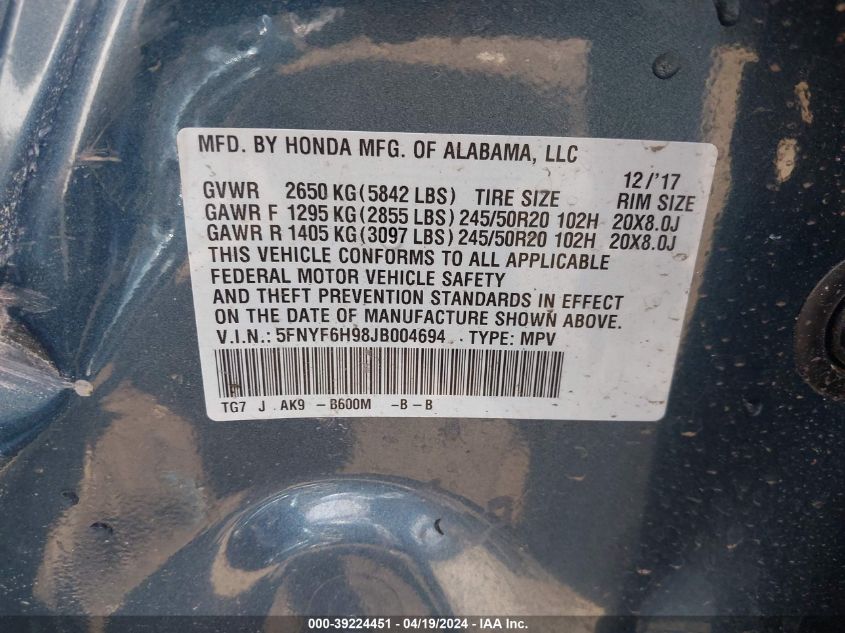 MFD. BY HONDA MFG. OF ALABAMA, LLC
12/'17
GVWR 2650 KG(5842 LBS) TIRE SIZE RIM SIZE
GAWR F 1295 KG(2855 LBS) 245/50R20 102H 20X8.0J
GAWR R 1405 KG(3097 LBS) 245/50R20 102H 20X8.0J
THIS VEHICLE CONFORMS TO ALL APPLICABLE
FEDERAL MOTOR VEHICLE SAFETY
AND THEFT PREVENTION STANDARDS IN EFFECT
ON THE DATE OF MANUFACTURE SHOWN ABOVE.
V.I.N.: 5FNYF6H98JB004694 TYPE: MPV
TG7 J AK9 -B600M -B-B
000-39224451 - 04/19/2024 - IAAI Inc.